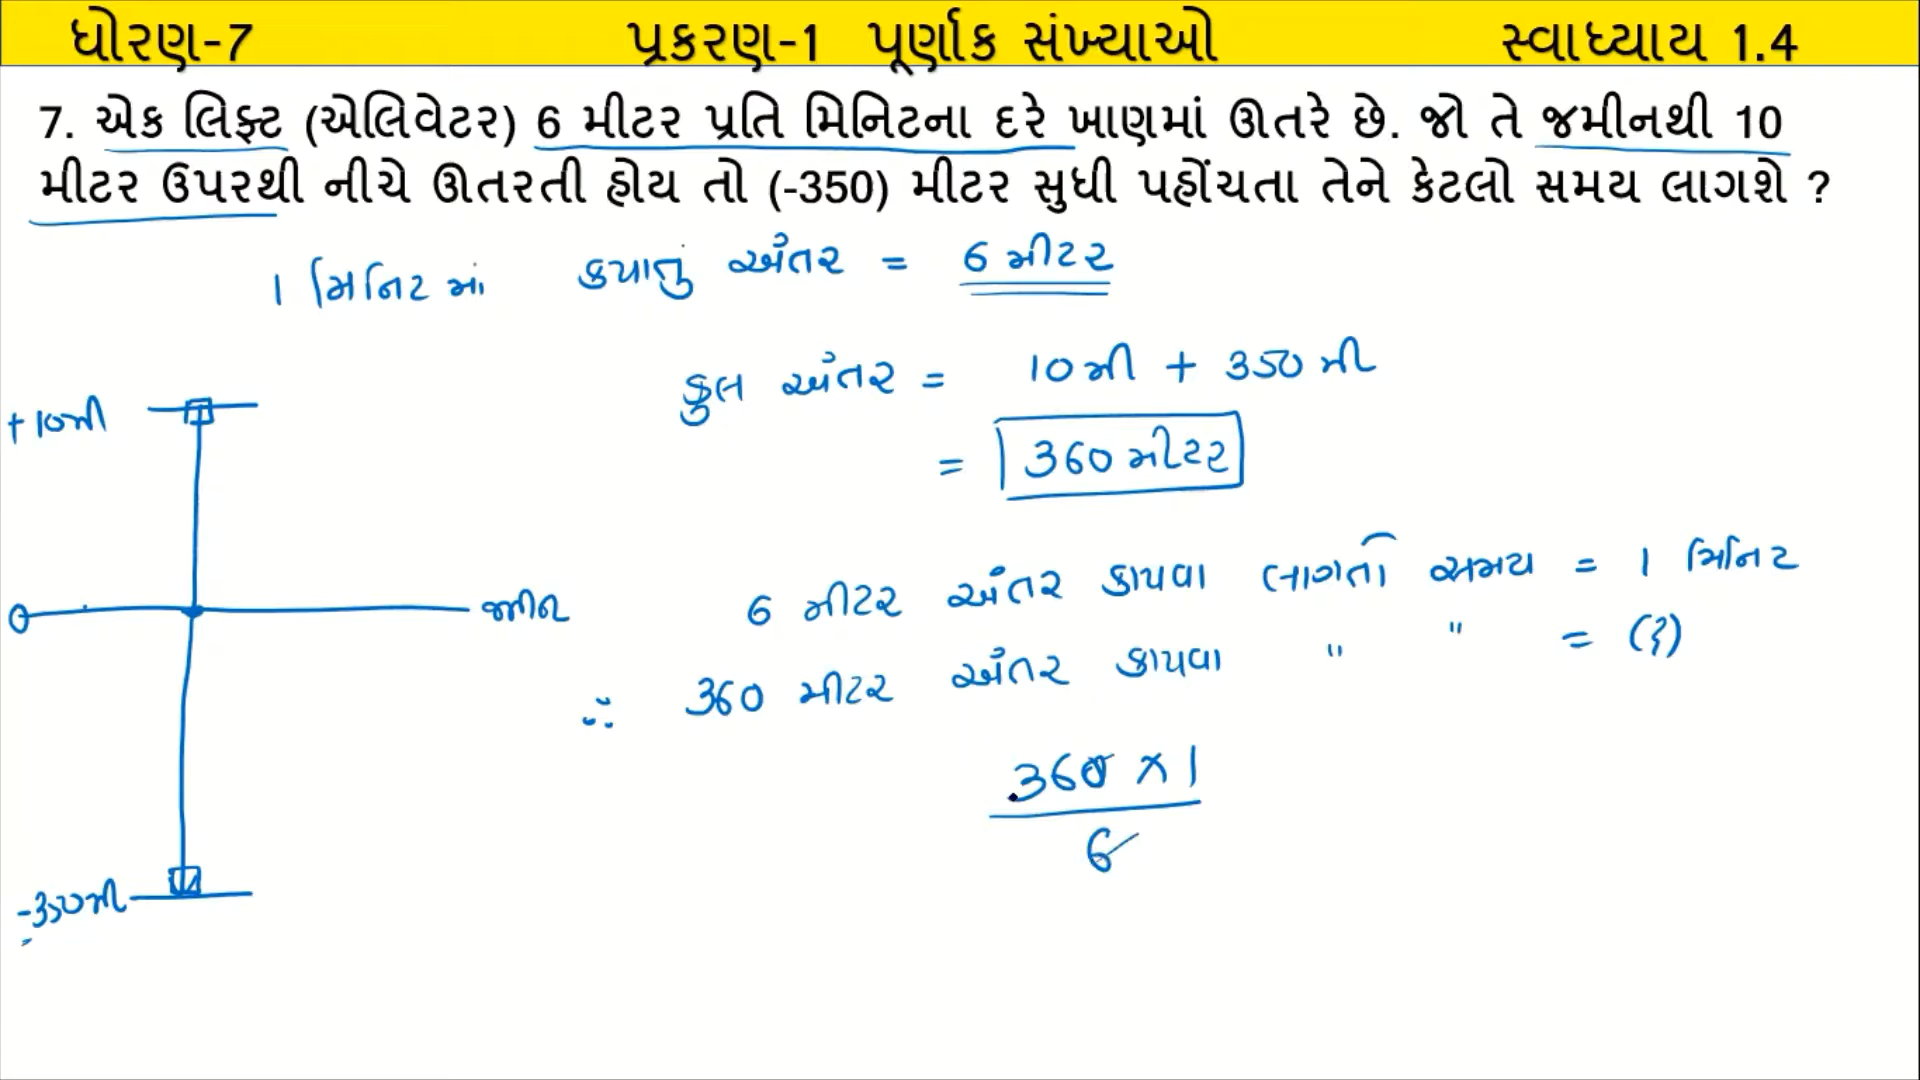 ધોરણ-7 પ્રકરણ-1 પૂર્ણાંક સંખ્યાઓ સ્વાધ્યાય 1.4
7. એક લિફ્ટ (એલિવેટર) 6 મીટર પ્રતિ મિનિટના દરે ખાણમાં ઊતરે છે. જો તે જમીનથી 10
મીટર ઉપરથી નીચે ઊતરતી હોય તો (-350) મીટર સુધી પહોંચતા તેને કેટલો સમય લાગશે ?
1 મિનિટ માં કપાતુ અંતર = 6 મીટર
કુલ અંતર = 10મી + 350 મી
= 360 મીટર
+10મી
0 જમીન
-350મી
6 મીટર અંતર કાપવા લાગતો સમય = 1 મિનિટ
∴ 360 મીટર અંતર કાપવા " " = (?)
360 × 1
6